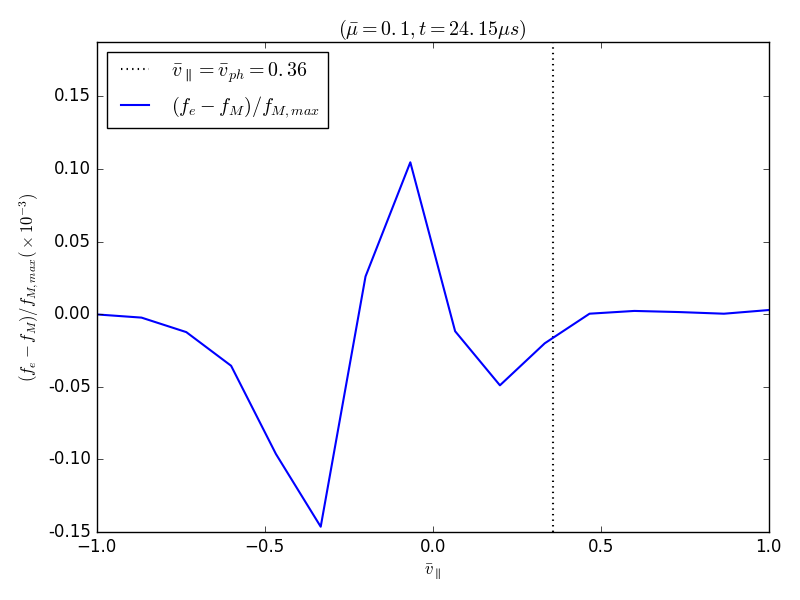 (μ̄ = 0.1, t = 24.15μs)
v̄∥ = v̄ph = 0.36
(fe − fM)/fM,max
(fe − fM)/fM,max(×10⁻³)
0.15
0.10
0.05
0.00
-0.05
-0.10
-0.15
−1.0 −0.5 0.0 0.5 1.0
v̄∥